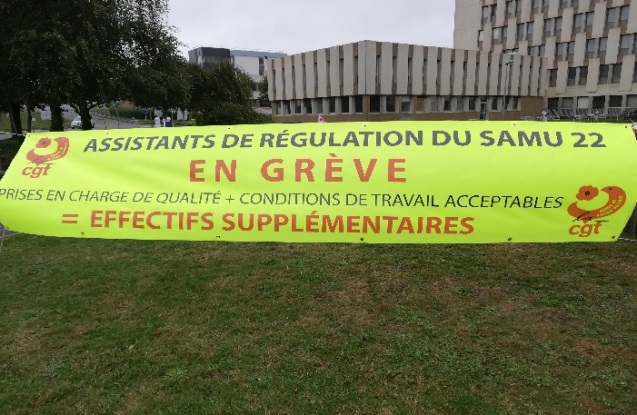 ASSISTANTS DE RÉGULATION DU SAMU 22
EN GRÈVE
PRISES EN CHARGE DE QUALITÉ + CONDITIONS DE TRAVAIL ACCEPTABLES
= EFFECTIFS SUPPLÉMENTAIRES
cgt
cgt